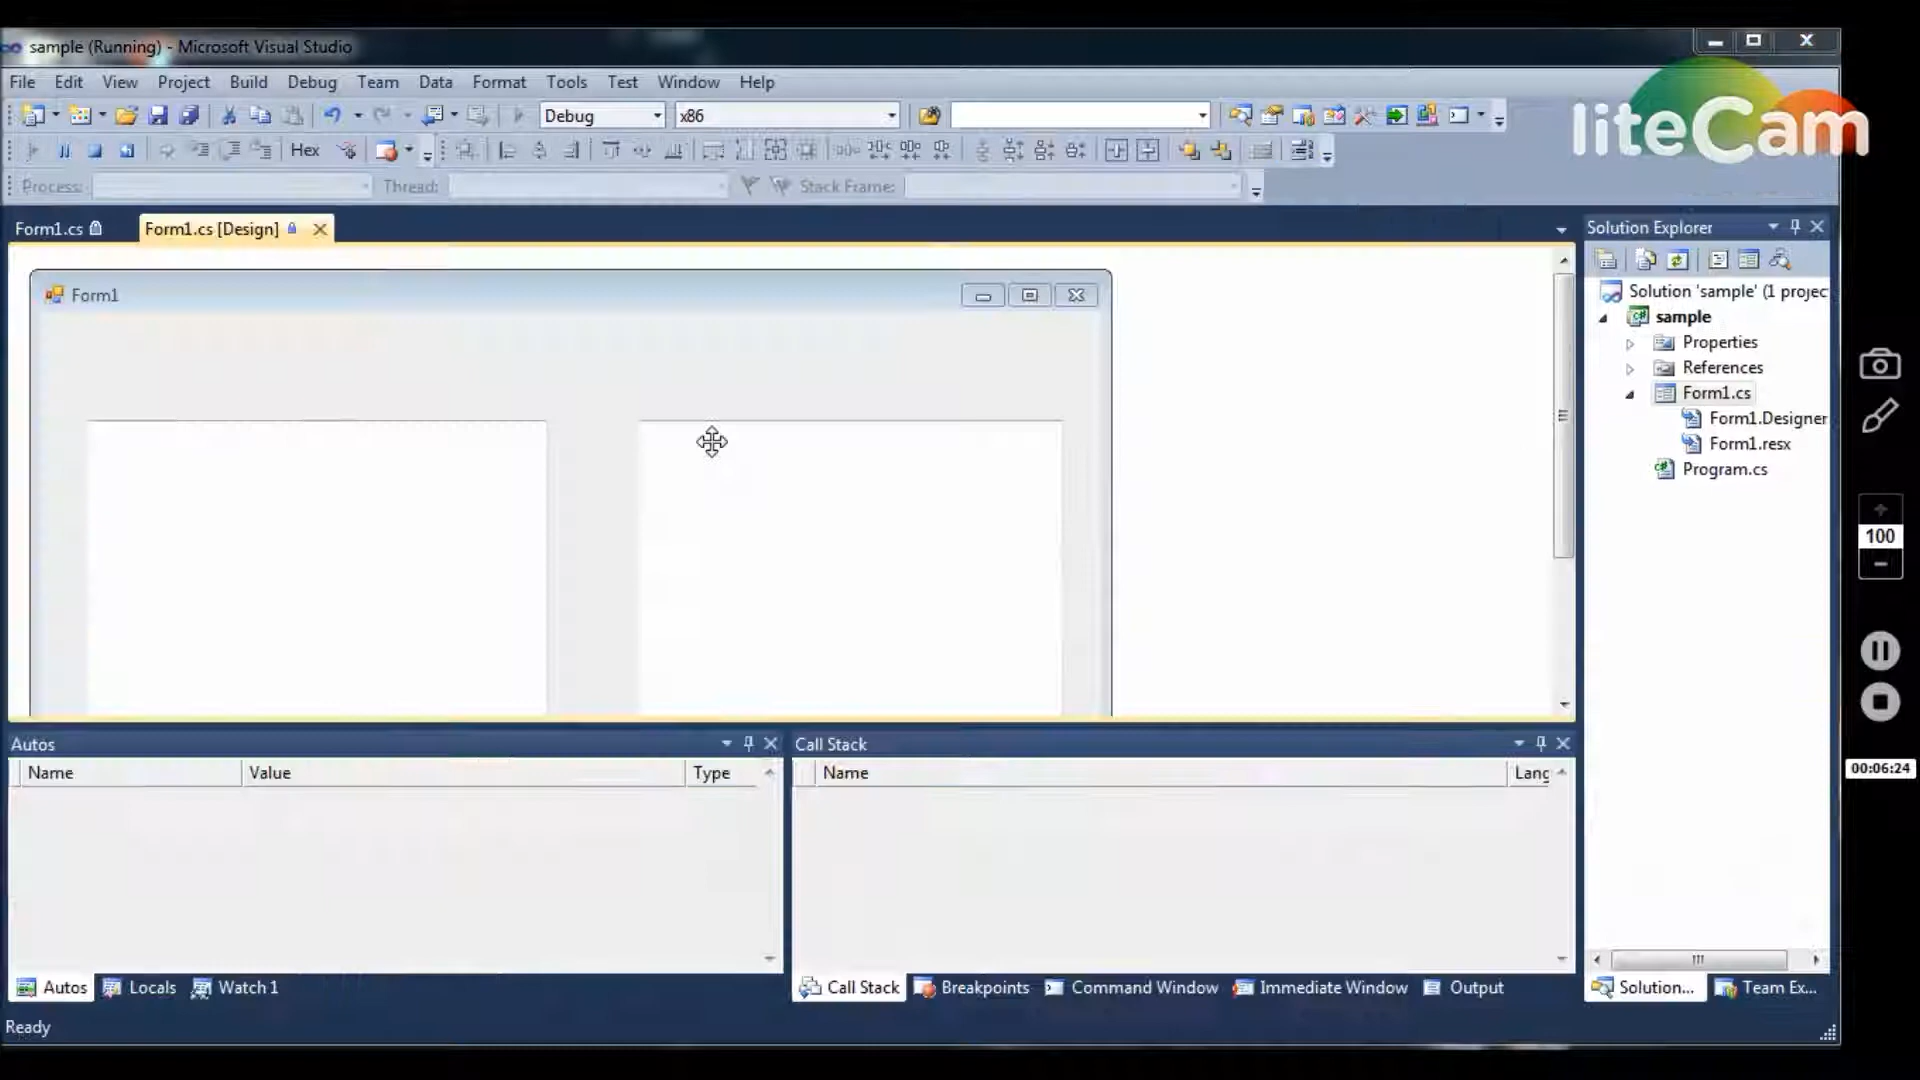 sample (Running) - Microsoft Visual Studio
liteCam
File Edit View Project Build Debug Team Data Format Tools Test Window Help
Debug x86
Hex
Process: Thread: Stack Frame:
Form1.cs Form1.cs [Design]
Solution Explorer
Form1
Solution 'sample' (1 projec
sample
Properties
References
Form1.cs
Form1.Designer
Form1.resx
Program.cs
100
00:06:24
Autos
Call Stack
Name Value Type
Name Lang
Autos Locals Watch 1
Call Stack Breakpoints Command Window Immediate Window Output
Solution... Team Ex...
Ready